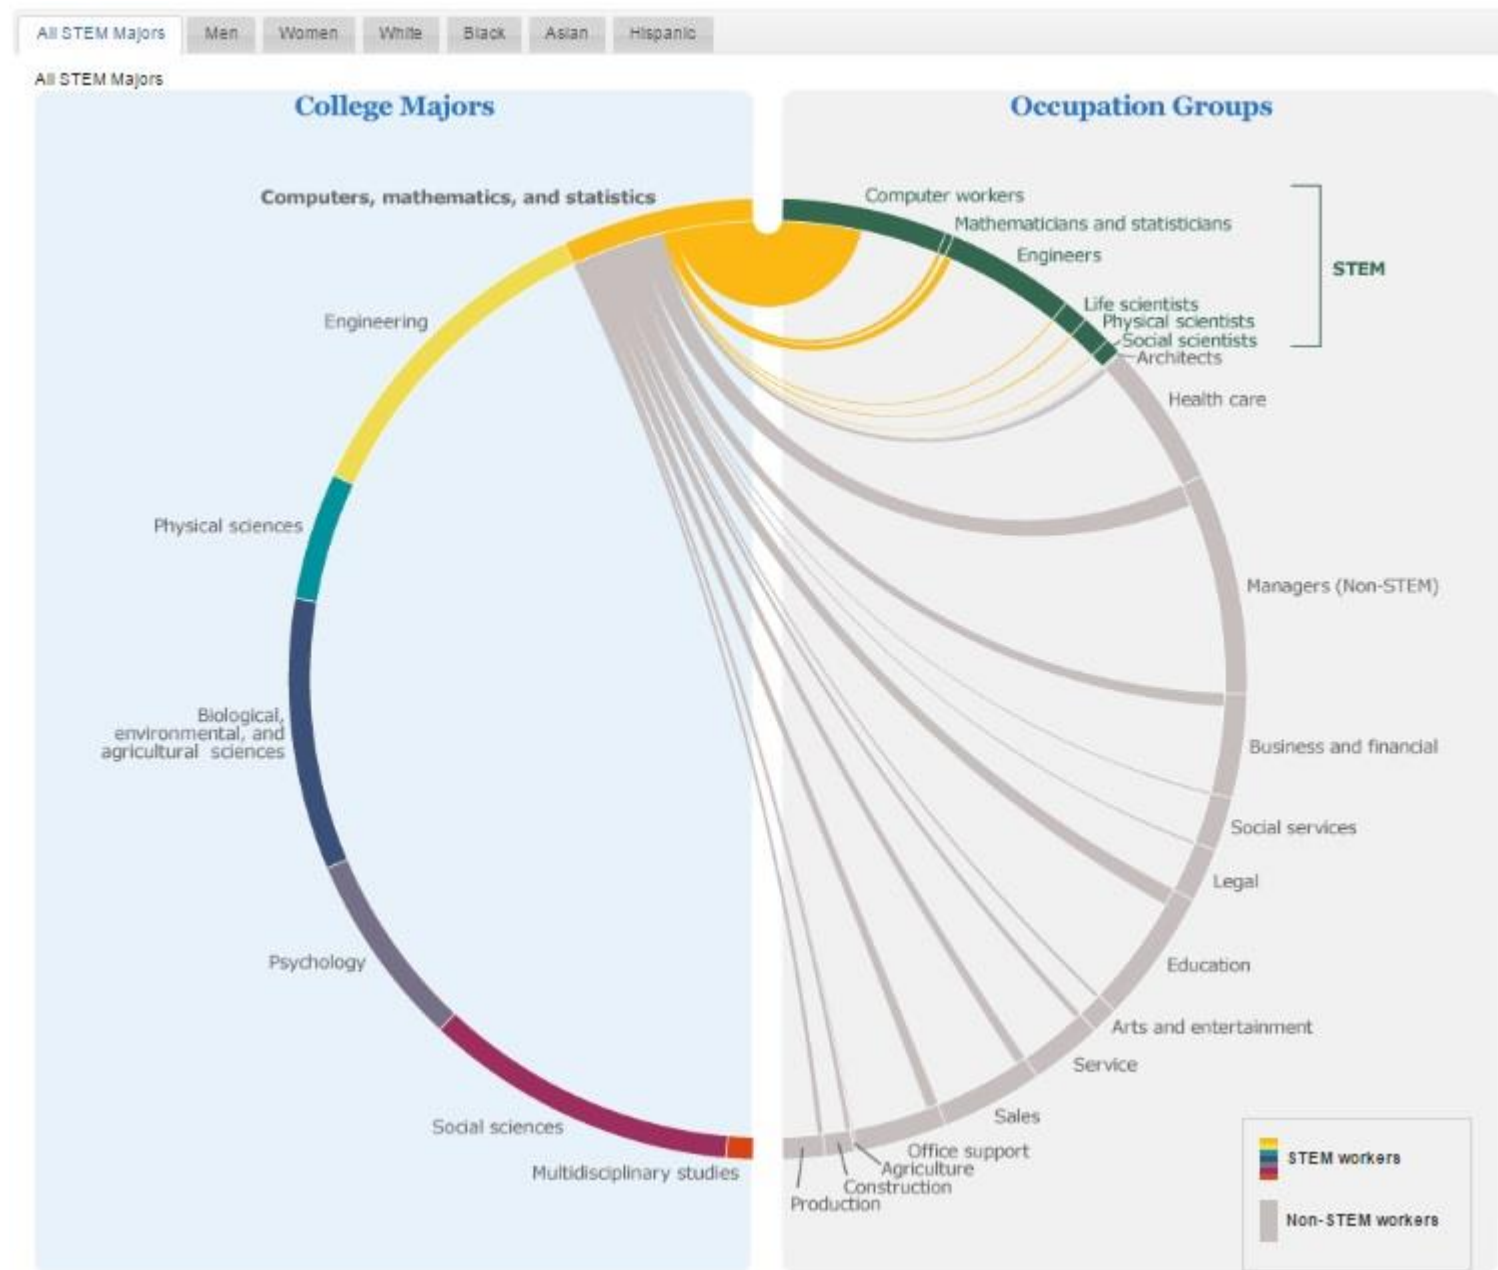 All STEM Majors
Men
Women
White
Black
Asian
Hispanic
All STEM Majors
College Majors
Occupation Groups
Computers, mathematics, and statistics
Engineering
Physical sciences
Biological,
environmental, and
agricultural sciences
Psychology
Social sciences
Multidisciplinary studies
Computer workers
Mathematicians and statisticians
Engineers
Life scientists
Physical scientists
Social scientists
STEM
Architects
Health care
Managers (Non-STEM)
Business and financial
Social services
Legal
Education
Arts and entertainment
Service
Sales
Office support
Agriculture
Construction
Production
STEM workers
Non-STEM workers